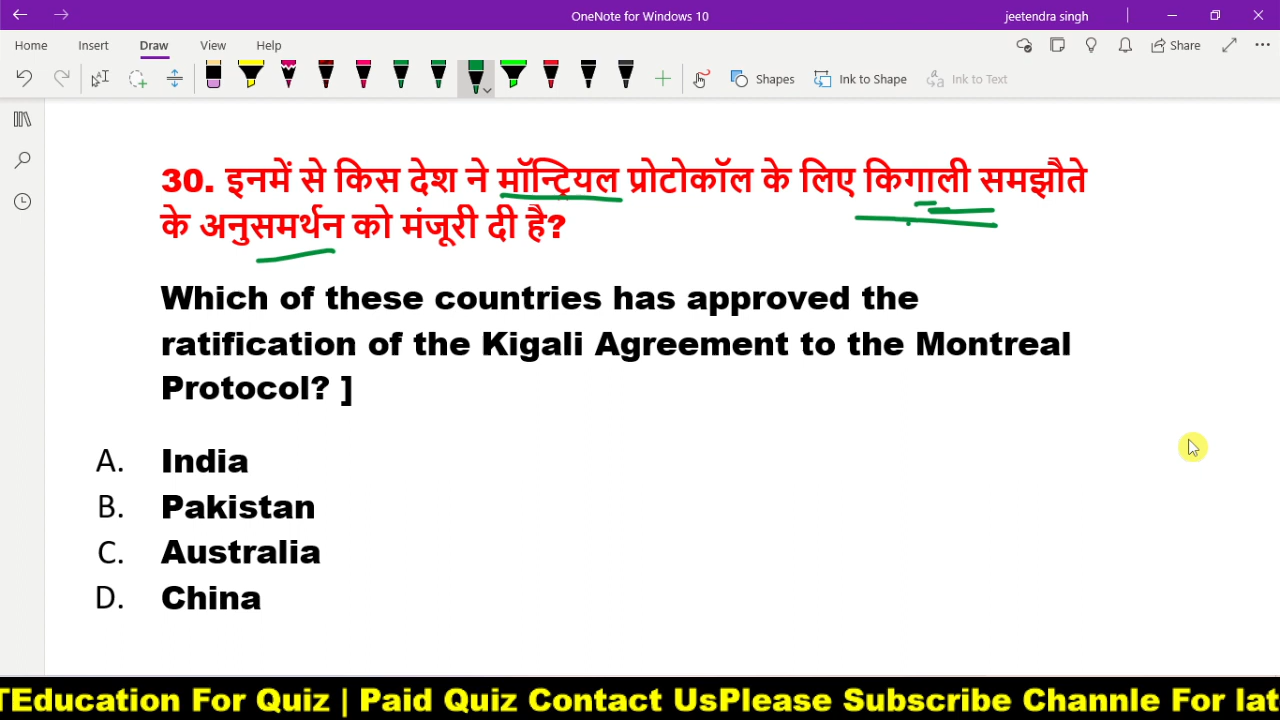 OneNote for Windows 10
jeetendra singh
Home Insert Draw View Help
Share
Shapes Ink to Shape Ink to Text
30. इनमें से किस देश ने मॉन्ट्रियल प्रोटोकॉल के लिए किगाली समझौते
के अनुसमर्थन को मंजूरी दी है?
Which of these countries has approved the
ratification of the Kigali Agreement to the Montreal
Protocol? ]
A. India
B. Pakistan
C. Australia
D. China
TEducation For Quiz | Paid Quiz Contact UsPlease Subscribe Channle For lat